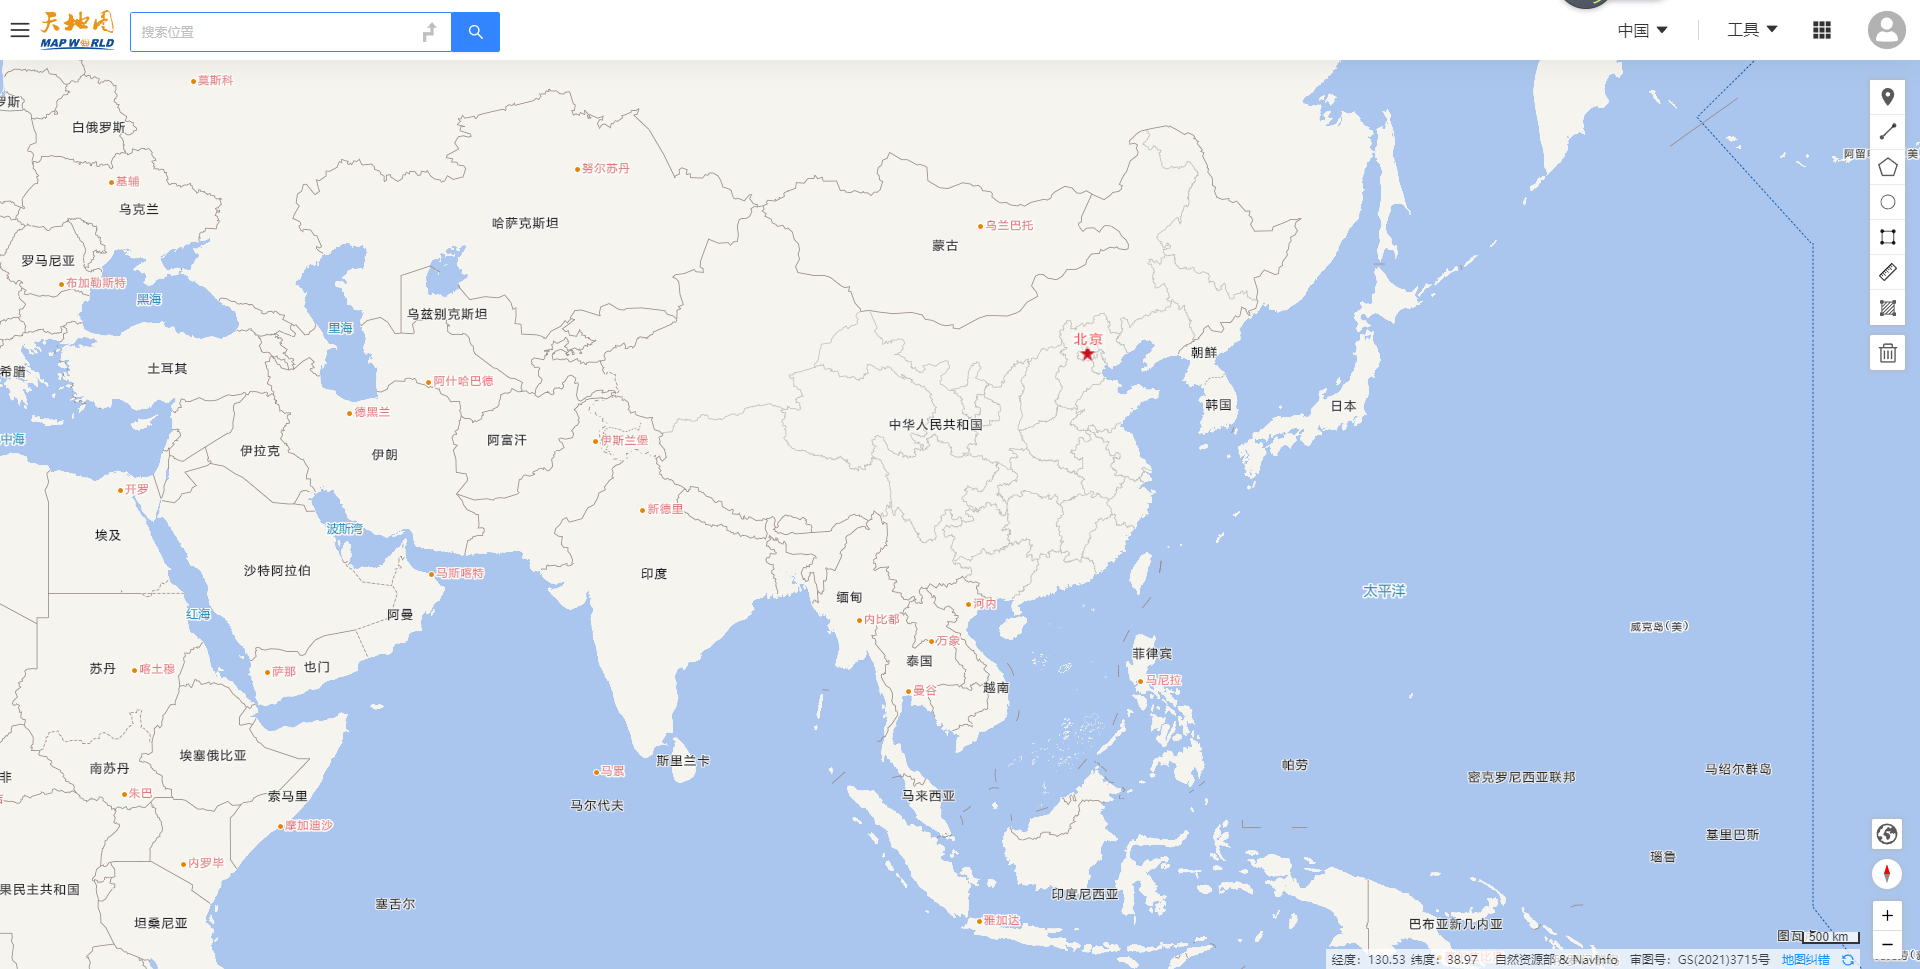 天地图
MAP WORLD
搜索位置
中国
工具
莫斯科
罗斯
白俄罗斯
阿留
美
努尔苏丹
基辅
乌克兰
哈萨克斯坦
乌兰巴托
蒙古
罗马尼亚
布加勒斯特
黑海
乌兹别克斯坦
里海
北京
朝鲜
土耳其
希腊
阿什哈巴德
德黑兰
韩国
日本
中华人民共和国
中海
阿富汗
伊斯兰堡
伊拉克
伊朗
开罗
新德里
波斯湾
埃及
沙特阿拉伯
马斯喀特
印度
太平洋
缅甸
河内
红海
阿曼
内比都
威克岛(美)
万象
菲律宾
泰国
苏丹
喀土穆
萨那
也门
马尼拉
曼谷
越南
埃塞俄比亚
斯里兰卡
帕劳
南苏丹
马累
马绍尔群岛
非
密克罗尼西亚联邦
朱巴
索马里
马来西亚
马尔代夫
摩加迪沙
基里巴斯
瑙鲁
内罗毕
果民主共和国
印度尼西亚
塞舌尔
坦桑尼亚
雅加达
巴布亚新几内亚
图瓦
500 km
经度：130.53 纬度：38.97 自然资源部 & NavInfo 审图号：GS(2021)3715号 地图纠错